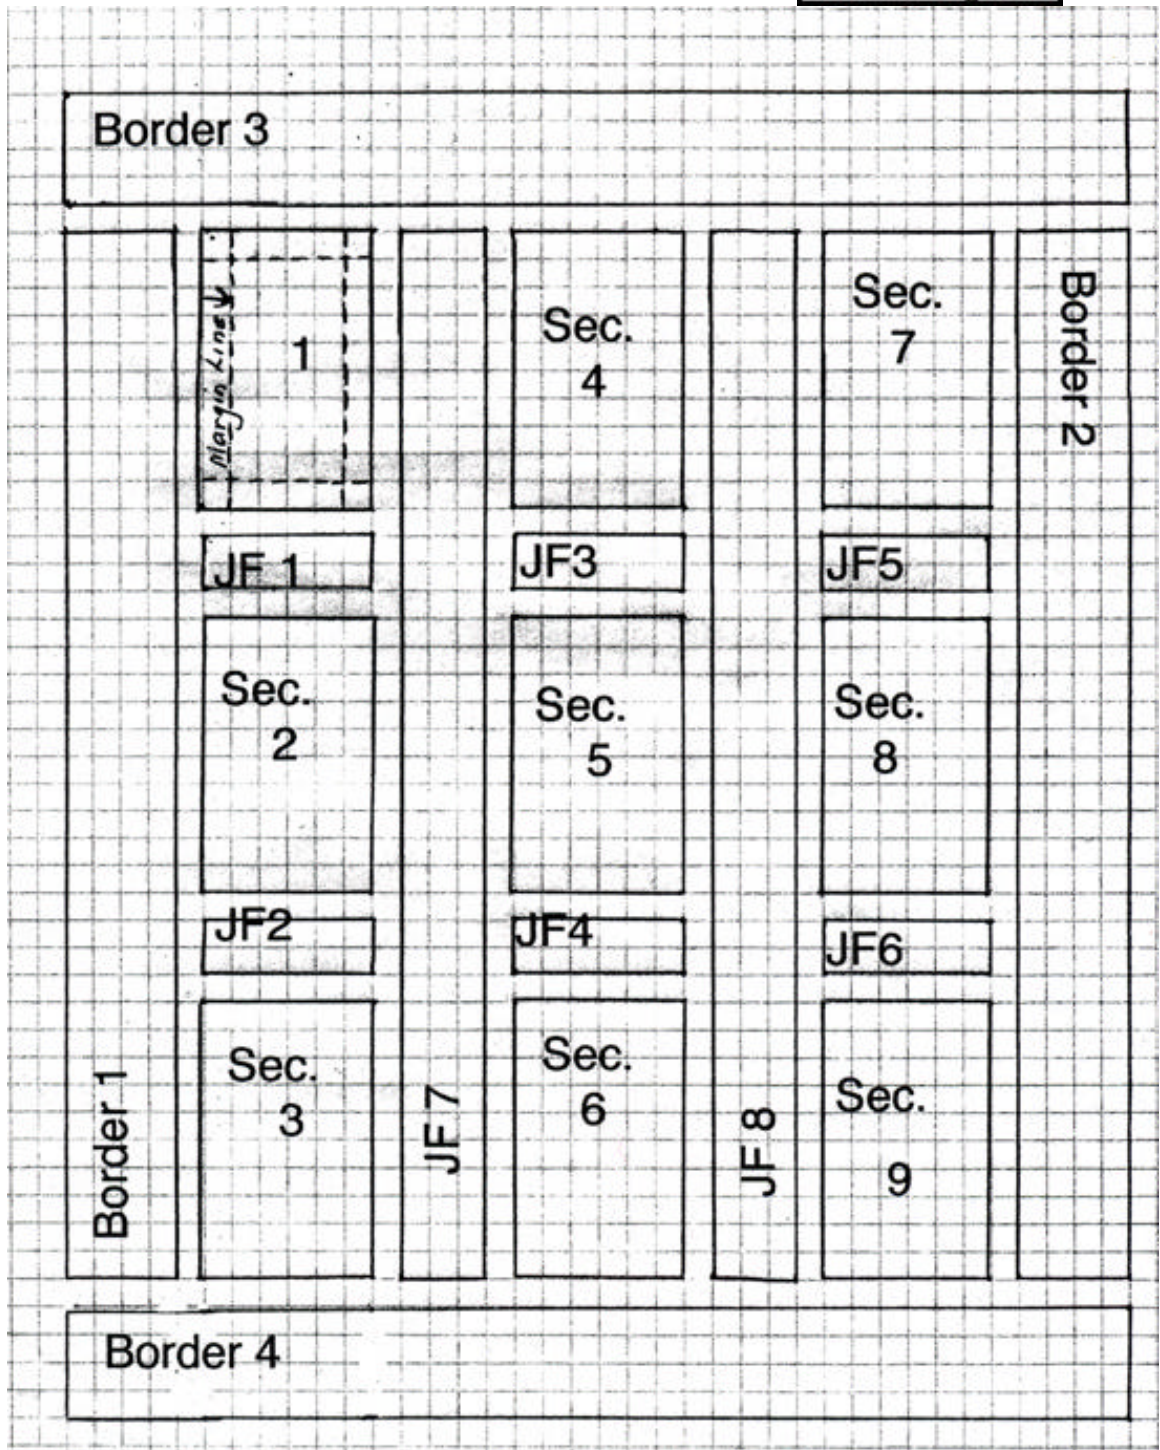 Border 3
Margin Line
1
Sec.
4
Sec.
7
Border 2
JF 1
JF3
JF5
Sec.
2
Sec.
5
Sec.
8
JF2
JF4
JF6
Border 1
Sec.
3
JF 7
Sec.
6
JF 8
Sec.
9
Border 4